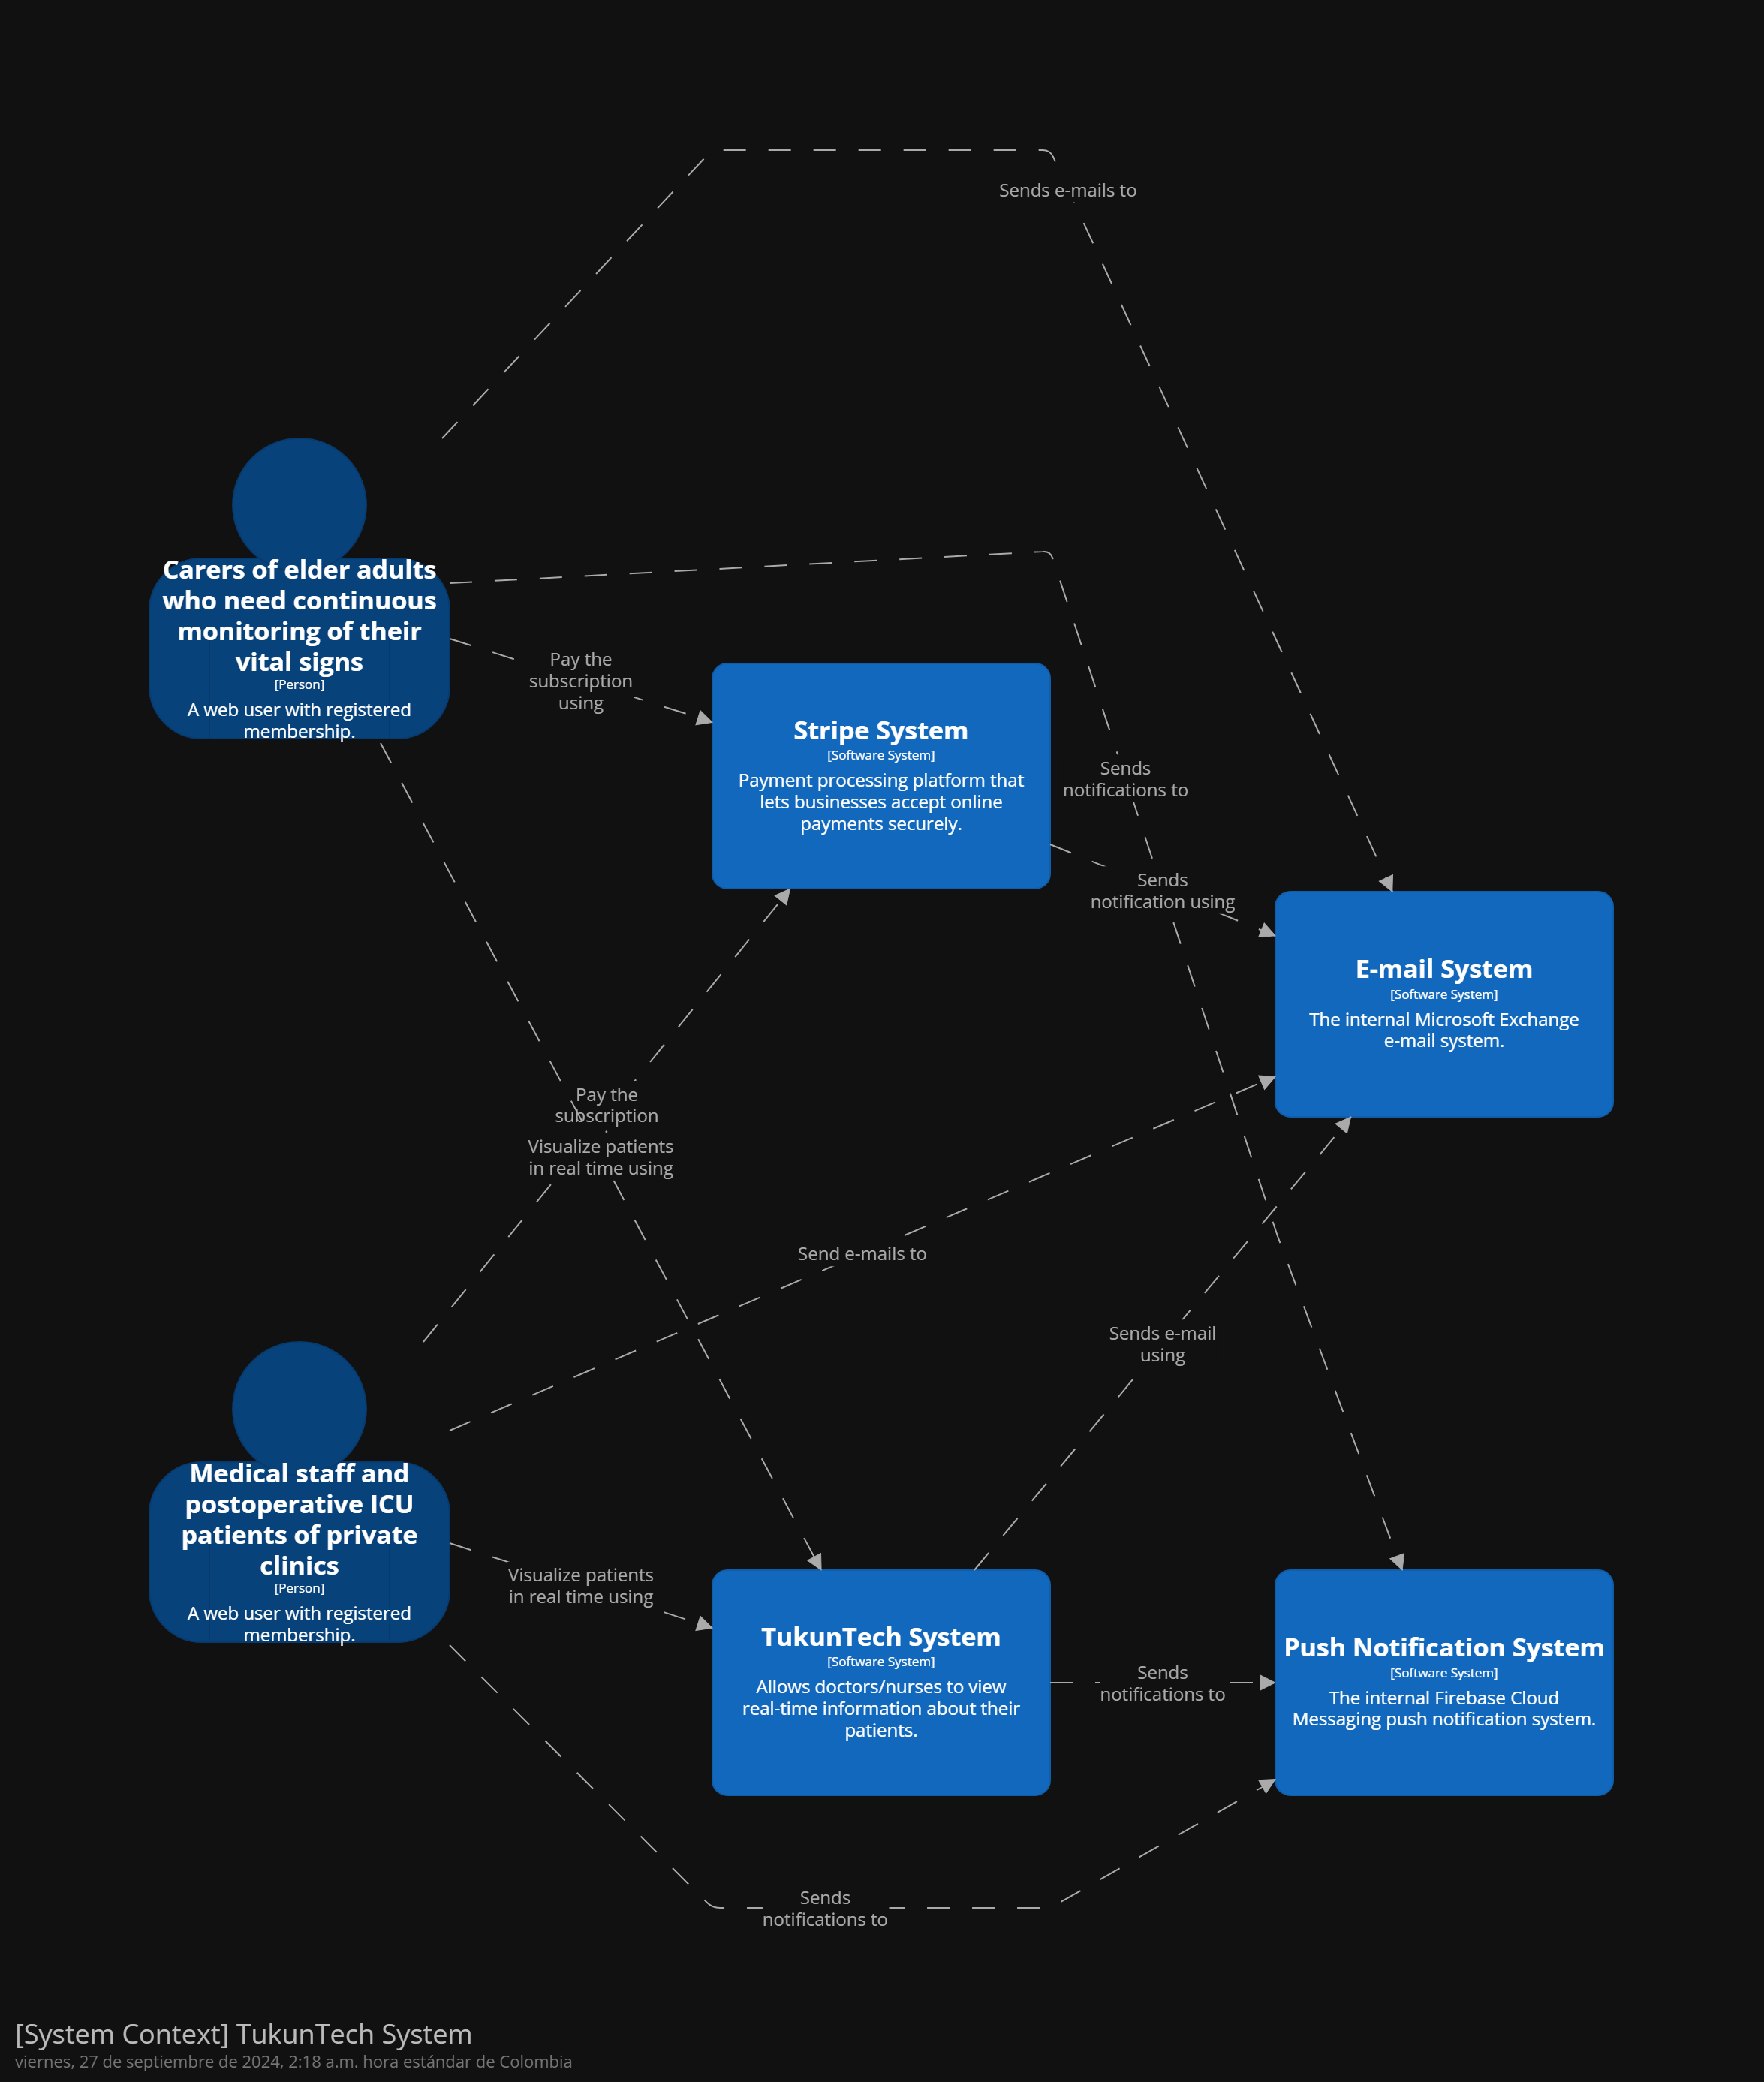 Sends e-mails to
Carers of elder adults
who need continuous
monitoring of their
vital signs
[Person]
A web user with registered
membership.
Pay the
subscription
using
Stripe System
[Software System]
Payment processing platform that
lets businesses accept online
payments securely.
Sends
notifications to
Sends
notification using
E-mail System
[Software System]
The internal Microsoft Exchange
e-mail system.
Pay the
subscription
Visualize patients
in real time using
Send e-mails to
Sends e-mail
using
Medical staff and
postoperative ICU
patients of private
clinics
[Person]
A web user with registered
membership.
Visualize patients
in real time using
TukunTech System
[Software System]
Allows doctors/nurses to view
real-time information about their
patients.
Sends
notifications to
Push Notification System
[Software System]
The internal Firebase Cloud
Messaging push notification system.
Sends
notifications to
[System Context] TukunTech System
viernes, 27 de septiembre de 2024, 2:18 a.m. hora estándar de Colombia